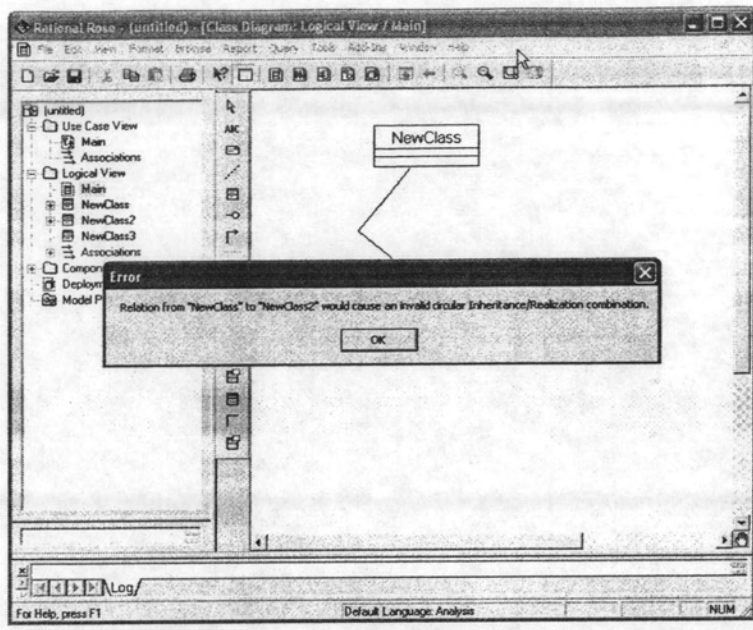 Rational Rose - (untitled) - [Class Diagram: Logical View / Main]
File Edit View Format Browse Report Query Tools Add-Ins Window Help
(untitled)
Use Case View
Main
Associations
Logical View
Main
NewClass
NewClass2
NewClass3
Associations
Compon
Deploym
Model P
ABC
NewClass
Error
Relation from "NewClass" to "NewClass2" would cause an invalid circular Inheritance/Realization combination.
OK
Log
For Help, press F1
Default Language: Analysis
NUM